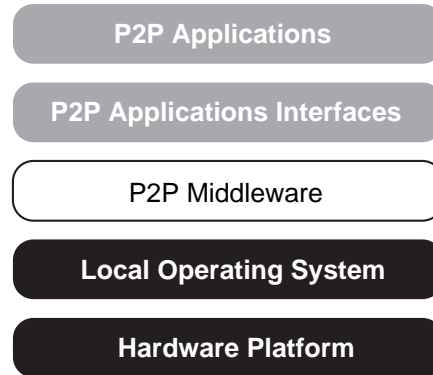 P2P Applications
P2P Applications Interfaces
P2P Middleware
Local Operating System
Hardware Platform